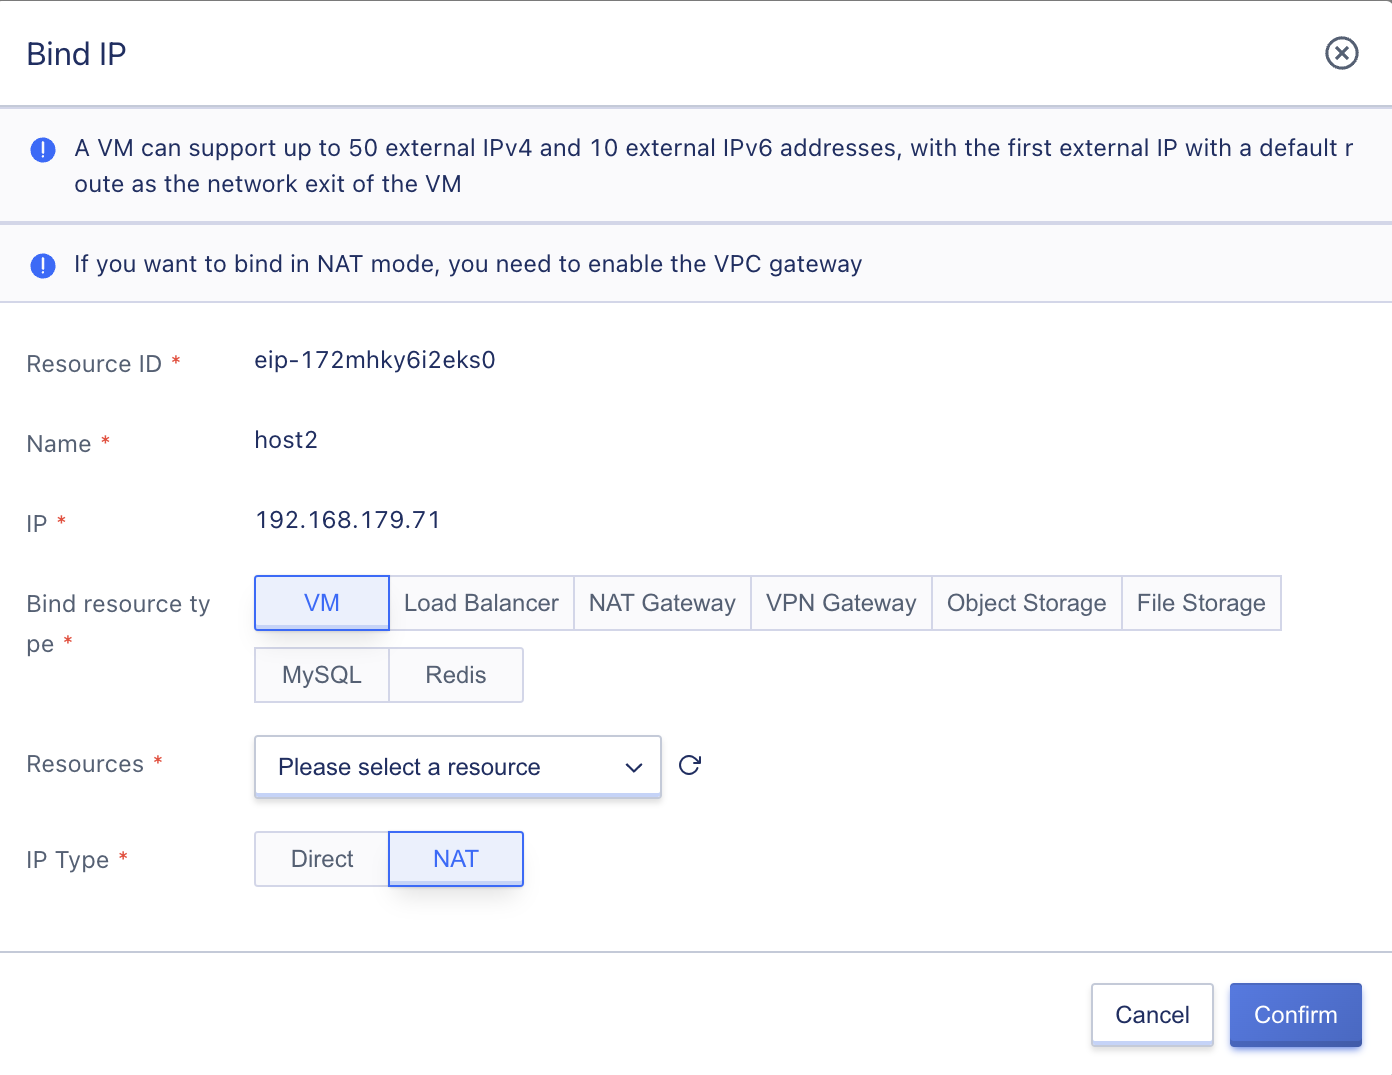 Bind IP
A VM can support up to 50 external IPv4 and 10 external IPv6 addresses, with the first external IP with a default r
oute as the network exit of the VM
If you want to bind in NAT mode, you need to enable the VPC gateway
Resource ID * eip-172mhky6i2eks0
Name * host2
IP * 192.168.179.71
Bind resource ty
pe *
VM Load Balancer NAT Gateway VPN Gateway Object Storage File Storage
MySQL Redis
Resources * Please select a resource
IP Type * Direct NAT
Cancel Confirm